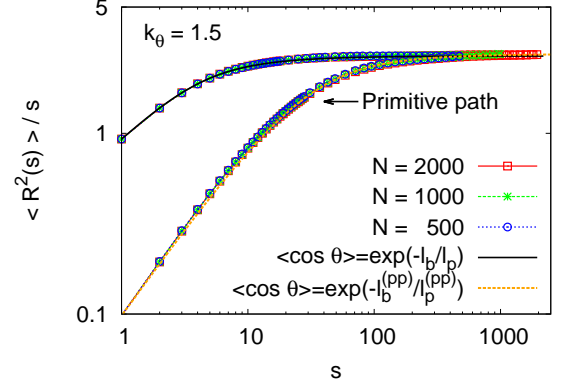 5
k_θ = 1.5
1
< R²(s) > / s
Primitive path
N = 2000
N = 1000
N = 500
<cos θ>=exp(-l_b/l_p)
<cos θ>=exp(-l_b^(pp)/l_p^(pp))
0.1
1 10 100 1000
s